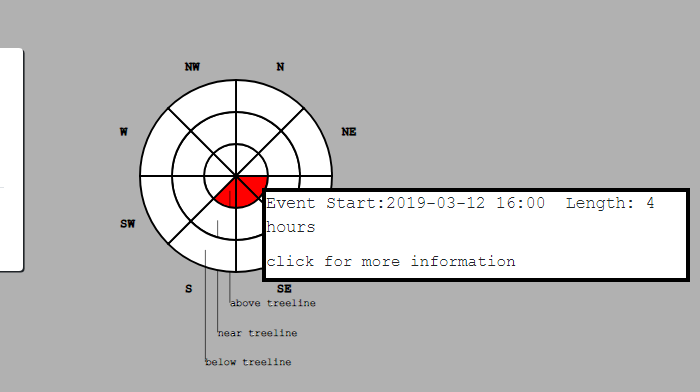 NW
N
W
NE
Event Start:2019-03-12 16:00  Length: 4
hours
SW
click for more information
S
SE
above treeline
near treeline
below treeline